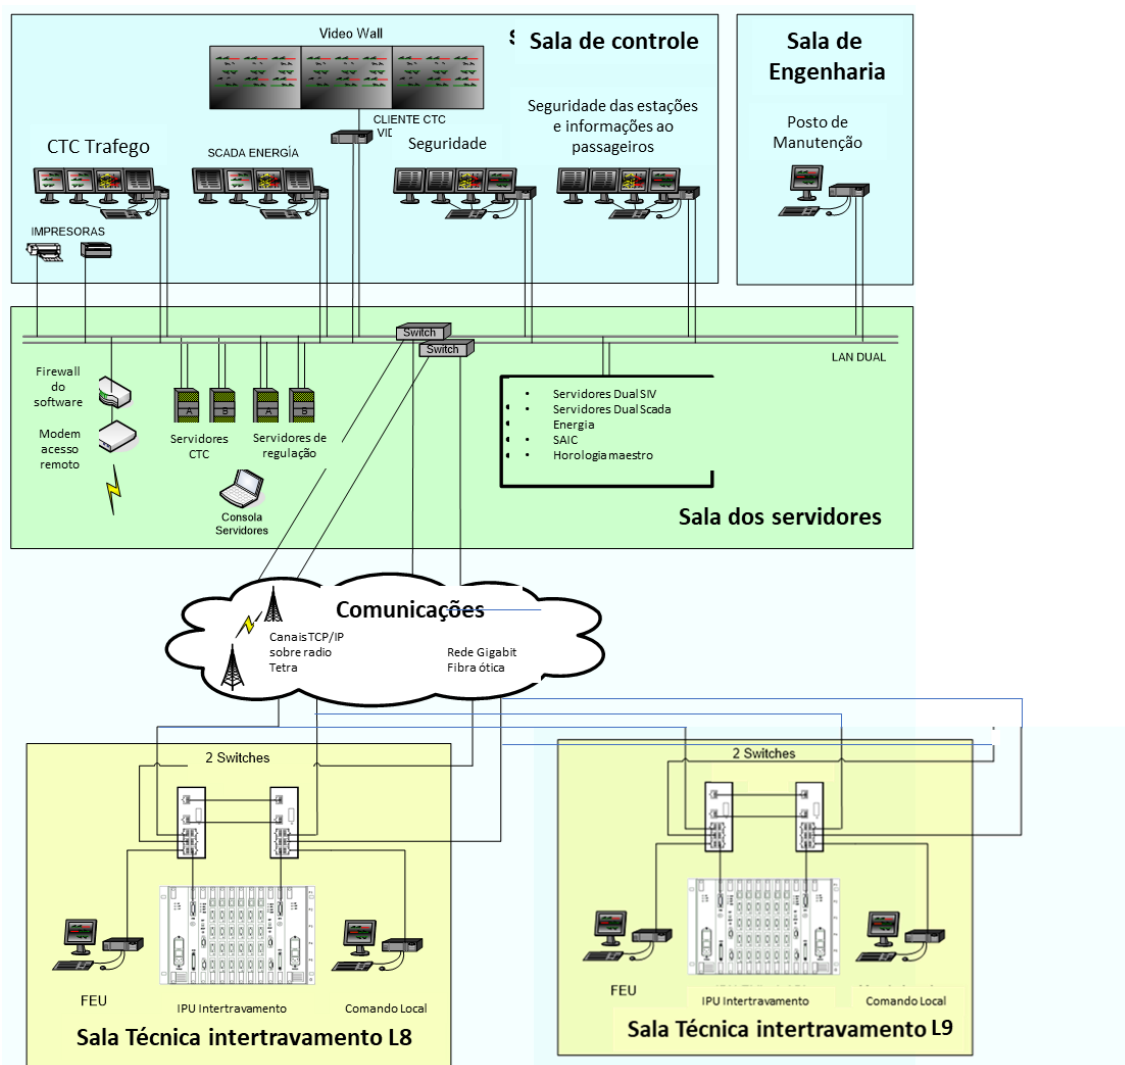 Video Wall
Sala de controle
Sala de
Engenharia
CLIENTE CTC
Seguridade das estações
e informações ao
passageiros
Posto de
Manutenção
CTC Trafego
SCADA ENERGÍA
Seguridade
IMPRESORAS
Switch
Switch
LAN DUAL
Firewall
do
software
Modem
acesso
remoto
A
B
A
B
Servidores
CTC
Servidores de
regulação
• Servidores Dual SIV
• Servidores Dual Scada
Energia
• SAIC
• Horologia maestro
Consola
Servidores
Sala dos servidores
Comunicações
Canais TCP/IP
sobre radio
Tetra
Rede Gigabit
Fibra ótica
2 Switches
FEU
IPU Intertravamento
Comando Local
Sala Técnica intertravamento L8
2 Switches
FEU
IPU Intertravamento
Comando Local
Sala Técnica intertravamento L9